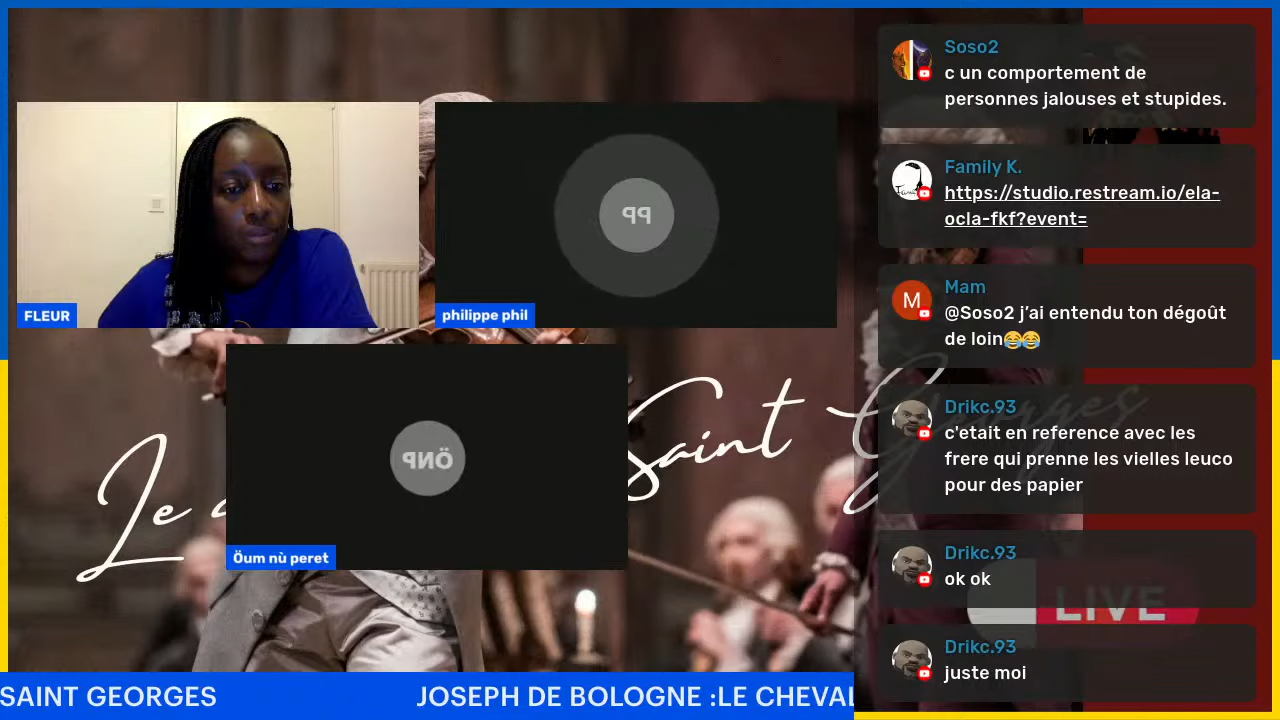 FLEUR
PP
philippe phil
ÖNP
Öum nù peret
Le
Saint Georges
SAINT GEORGES JOSEPH DE BOLOGNE :LE CHEVAL
Soso2
c un comportement de
personnes jalouses et stupides.
Family K.
https://studio.restream.io/ela-
ocla-fkf?event=
M
Mam
@Soso2 j’ai entendu ton dégoût
de loin😂😂
Drikc.93
c'etait en reference avec les
frere qui prenne les vielles leuco
pour des papier
Drikc.93
ok ok
LIVE
Drikc.93
juste moi